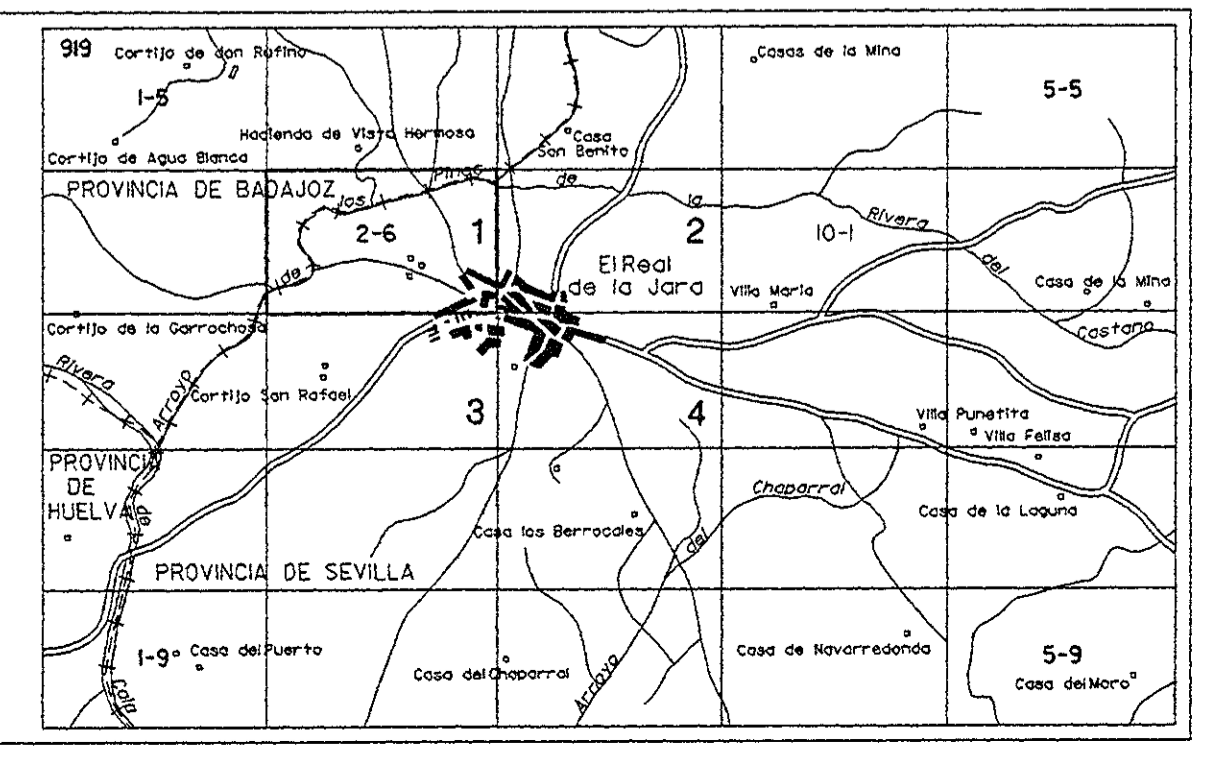 919
Cortijo de don Rufino
Casas de la Mina
1-5
5-5
Hacienda de Vista Hermosa
Casa
San Benito
Cortijo de Agua Blanca
PROVINCIA DE BADAJOZ
los
Pinos
de
la
Rivera
del
Castaño
2-6
1
2
10-1
El Real
de la Jara
de
Villa Maria
Casa de la Mina
Cortijo de la Garrochosa
Rivera
Arroyo
Cortijo San Rafael
3
4
Villa Punetita
Villa Felisa
PROVINCIA
DE
HUELVA
de
Chaparral
Casa de la Laguna
Casa los Berrocales
del
PROVINCIA DE SEVILLA
1-9
Casa del Puerto
Casa de Navarredonda
5-9
Casa del Chaparral
Arroyo
Casa del Moro
Cala